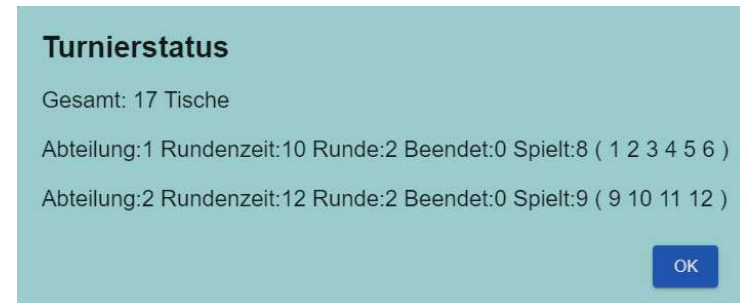 Turnierstatus
Gesamt: 17 Tische
Abteilung:1 Rundenzeit:10 Runde:2 Beendet:0 Spielt:8 ( 1 2 3 4 5 6 )
Abteilung:2 Rundenzeit:12 Runde:2 Beendet:0 Spielt:9 ( 9 10 11 12 )
OK